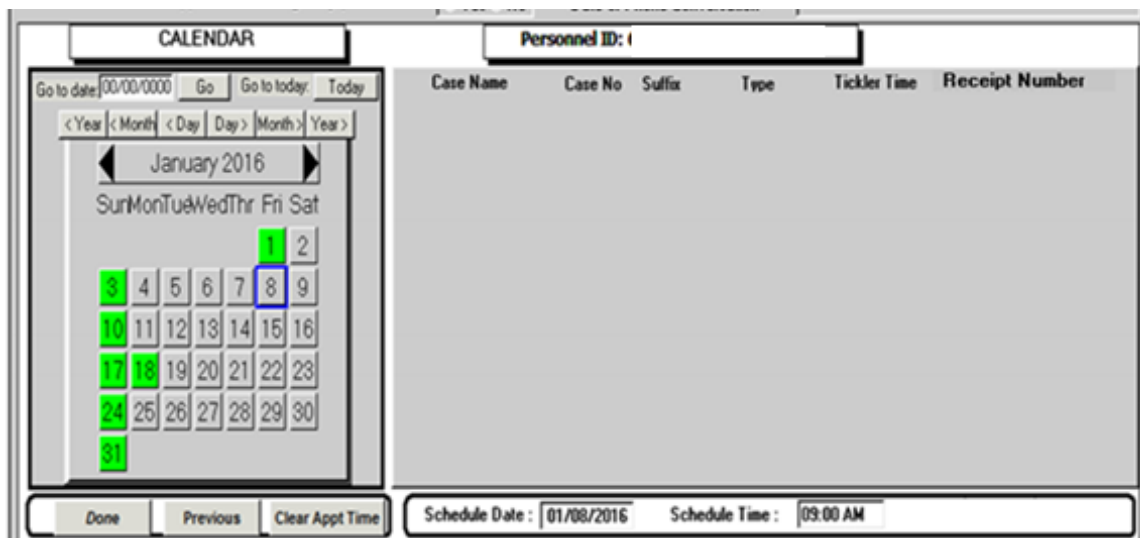 CALENDAR
Personnel ID:
Go to date: 00/00/0000 Go Go to today: Today
< Year < Month < Day Day > Month > Year >
January 2016
Sun Mon Tue Wed Thr Fri Sat
1 2
3 4 5 6 7 8 9
10 11 12 13 14 15 16
17 18 19 20 21 22 23
24 25 26 27 28 29 30
31
Case Name Case No Suffix Type Tickler Time Receipt Number
Done Previous Clear Appt Time
Schedule Date : 01/08/2016 Schedule Time : 09:00 AM